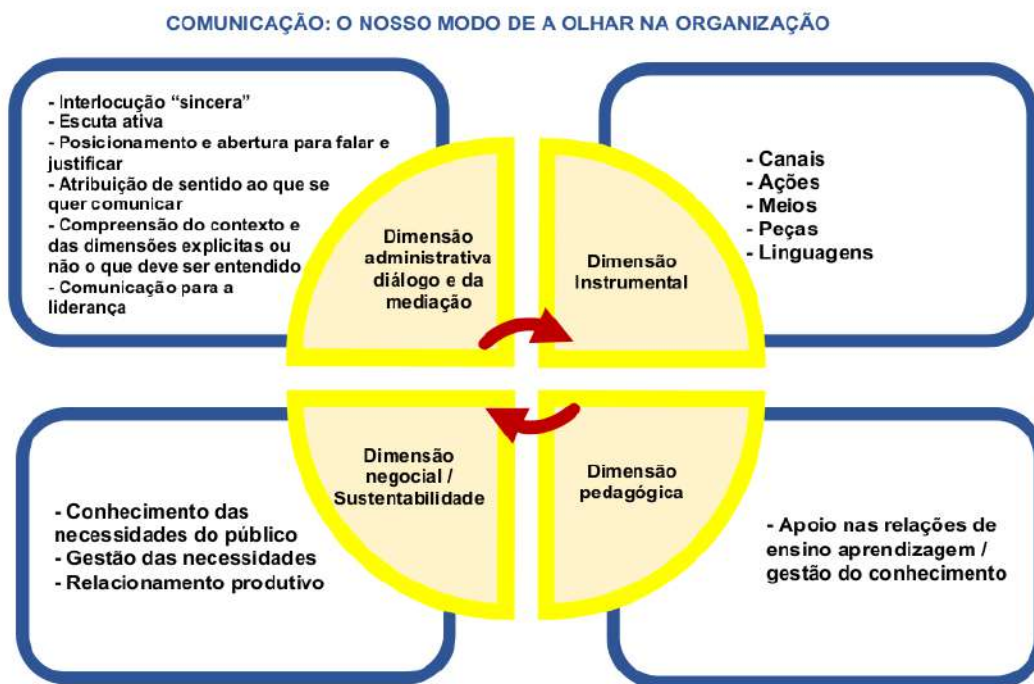 COMUNICAÇÃO: O NOSSO MODO DE A OLHAR NA ORGANIZAÇÃO
- Interlocução “sincera”
- Escuta ativa
- Posicionamento e abertura para falar e
justificar
- Atribuição de sentido ao que se
quer comunicar
- Compreensão do contexto e
das dimensões explicitas ou
não o que deve ser entendido
- Comunicação para a
liderança
Dimensão
administrativa
diálogo e da
mediação
Dimensão
Instrumental
- Canais
- Ações
- Meios
- Peças
- Linguagens
- Conhecimento das
necessidades do público
- Gestão das necessidades
- Relacionamento produtivo
Dimensão
negocial /
Sustentabilidade
Dimensão
pedagógica
- Apoio nas relações de
ensino aprendizagem /
gestão do conhecimento